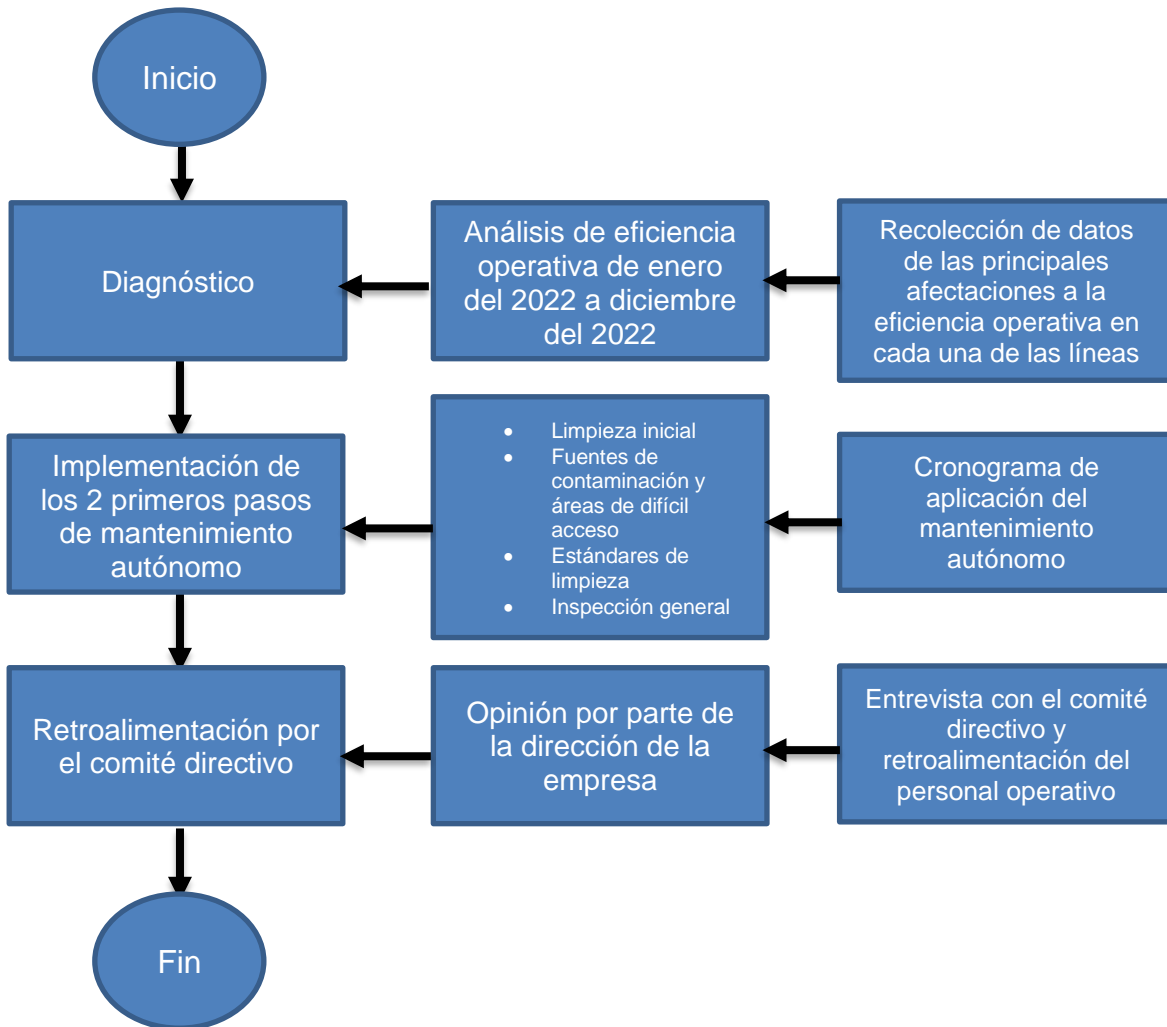 Inicio
Diagnóstico
Análisis de eficiencia
operativa de enero
del 2022 a diciembre
del 2022
Recolección de datos
de las principales
afectaciones a la
eficiencia operativa en
cada una de las líneas
Implementación de
los 2 primeros pasos
de mantenimiento
autónomo
• Limpieza inicial
• Fuentes de
contaminación y
áreas de difícil
acceso
• Estándares de
limpieza
• Inspección general
Cronograma de
aplicación del
mantenimiento
autónomo
Retroalimentación por
el comité directivo
Opinión por parte de
la dirección de la
empresa
Entrevista con el comité
directivo y
retroalimentación del
personal operativo
Fin